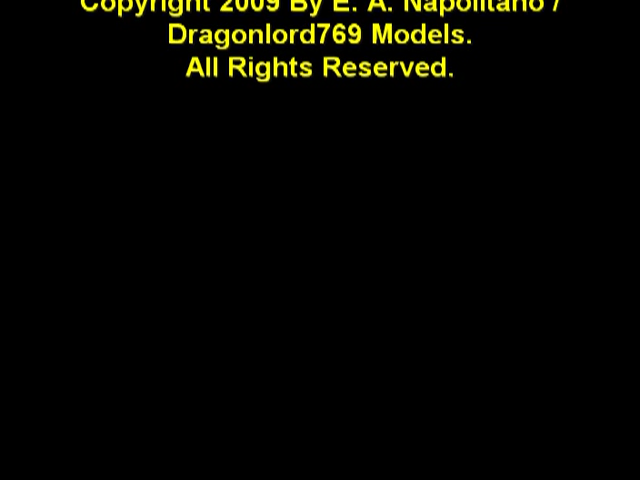 Copyright 2009 By E. A. Napolitano /
Dragonlord769 Models.
All Rights Reserved.